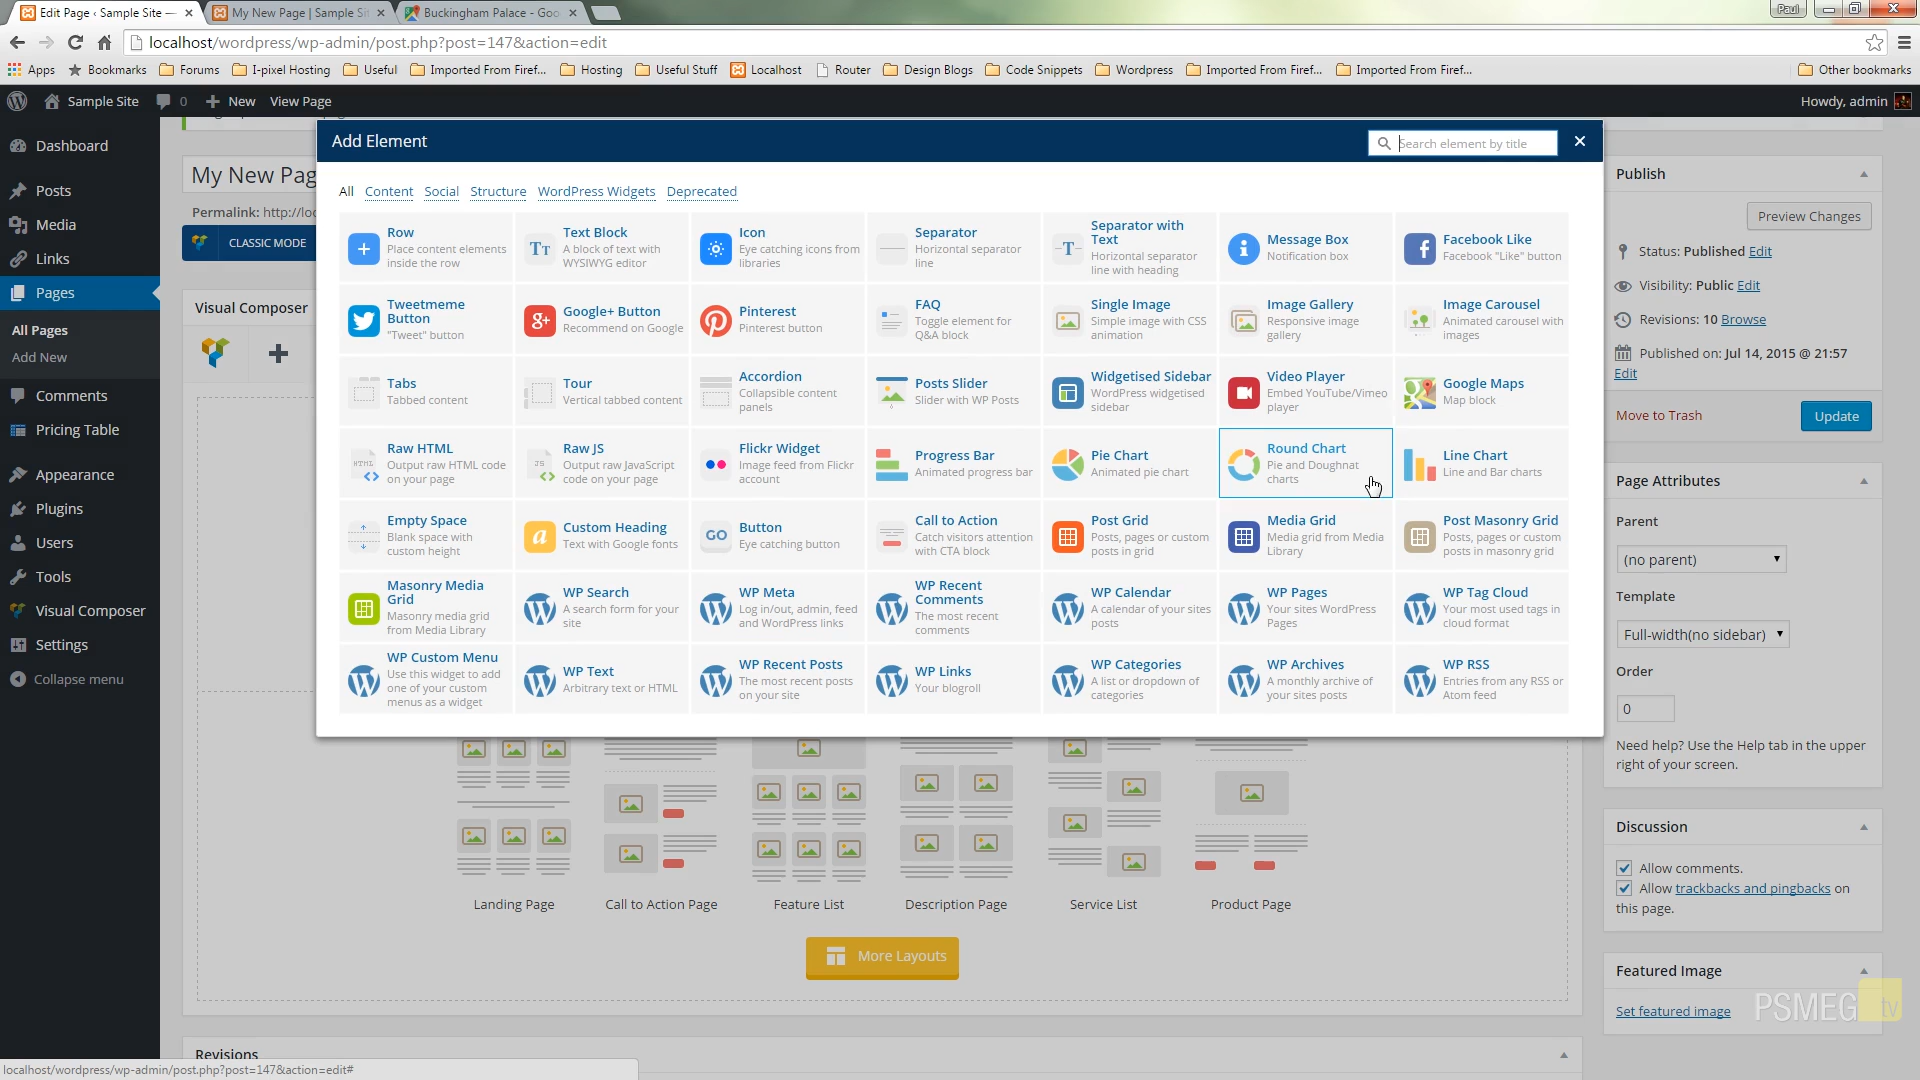 Edit Page ‹ Sample Site —
My New Page | Sample Sit
Buckingham Palace - Goo
Paul
localhost/wordpress/wp-admin/post.php?post=147&action=edit
Apps
Bookmarks
Forums
I-pixel Hosting
Useful
Imported From Firef...
Hosting
Useful Stuff
Localhost
Router
Design Blogs
Code Snippets
Wordpress
Imported From Firef...
Imported From Firef...
Other bookmarks
Sample Site
0
New
View Page
Howdy, admin
Dashboard
Posts
Media
Links
Pages
All Pages
Add New
Comments
Pricing Table
Appearance
Plugins
Users
Tools
Visual Composer
Settings
Collapse menu
My New Pag
Permalink: http://loc
CLASSIC MODE
Visual Composer
Add Element
Search element by title
All
Content
Social
Structure
WordPress Widgets
Deprecated
Row
Place content elements
inside the row
Text Block
A block of text with
WYSIWYG editor
Icon
Eye catching icons from
libraries
Separator
Horizontal separator
line
Separator with
Text
Horizontal separator
line with heading
Message Box
Notification box
Facebook Like
Facebook "Like" button
Tweetmeme
Button
"Tweet" button
Google+ Button
Recommend on Google
Pinterest
Pinterest button
FAQ
Toggle element for
Q&A block
Single Image
Simple image with CSS
animation
Image Gallery
Responsive image
gallery
Image Carousel
Animated carousel with
images
Tabs
Tabbed content
Tour
Vertical tabbed content
Accordion
Collapsible content
panels
Posts Slider
Slider with WP Posts
Widgetised Sidebar
WordPress widgetised
sidebar
Video Player
Embed YouTube/Vimeo
player
Google Maps
Map block
HTML
Raw HTML
Output raw HTML code
on your page
JS
Raw JS
Output raw JavaScript
code on your page
Flickr Widget
Image feed from Flickr
account
Progress Bar
Animated progress bar
Pie Chart
Animated pie chart
Round Chart
Pie and Doughnat
charts
Line Chart
Line and Bar charts
Empty Space
Blank space with
custom height
Custom Heading
Text with Google fonts
GO
Button
Eye catching button
Call to Action
Catch visitors attention
with CTA block
Post Grid
Posts, pages or custom
posts in grid
Media Grid
Media grid from Media
Library
Post Masonry Grid
Posts, pages or custom
posts in masonry grid
Masonry Media
Grid
Masonry media grid
from Media Library
WP Search
A search form for your
site
WP Meta
Log in/out, admin, feed
and WordPress links
WP Recent
Comments
The most recent
comments
WP Calendar
A calendar of your sites
posts
WP Pages
Your sites WordPress
Pages
WP Tag Cloud
Your most used tags in
cloud format
WP Custom Menu
Use this widget to add
one of your custom
menus as a widget
WP Text
Arbitrary text or HTML
WP Recent Posts
The most recent posts
on your site
WP Links
Your blogroll
WP Categories
A list or dropdown of
categories
WP Archives
A monthly archive of
your sites posts
WP RSS
Entries from any RSS or
Atom feed
Landing Page
Call to Action Page
Feature List
Description Page
Service List
Product Page
More Layouts
Revisions
Publish
Preview Changes
Status: Published Edit
Visibility: Public Edit
Revisions: 10 Browse
Published on: Jul 14, 2015 @ 21:57
Edit
Move to Trash
Update
Page Attributes
Parent
(no parent)
Template
Full-width(no sidebar)
Order
0
Need help? Use the Help tab in the upper
right of your screen.
Discussion
Allow comments.
Allow trackbacks and pingbacks on
this page.
Featured Image
Set featured image
PSMEG tv
localhost/wordpress/wp-admin/post.php?post=147&action=edit#